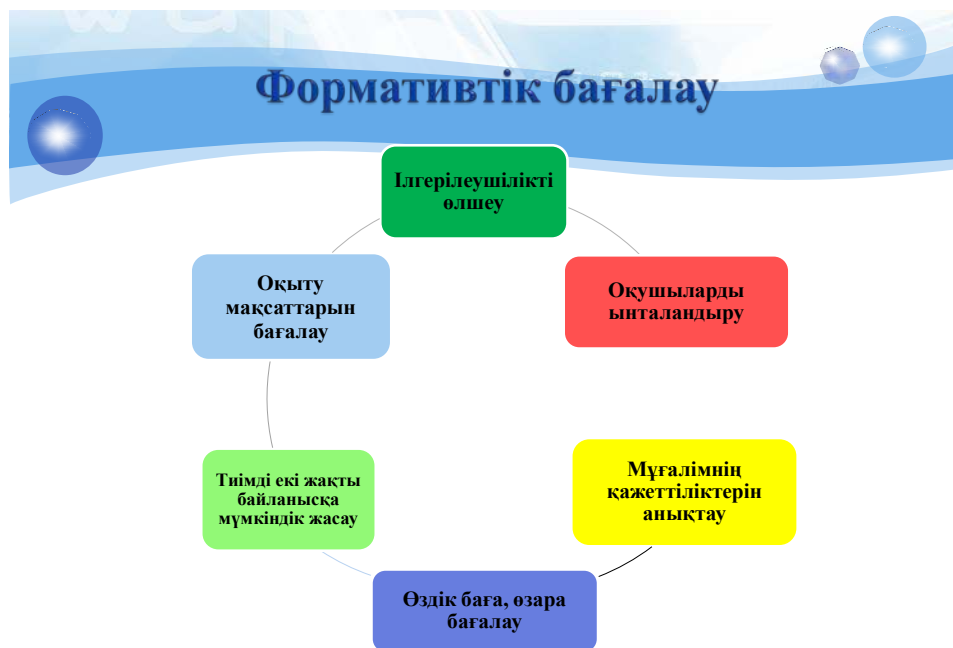 Формативтік бағалау
Ілгерілеушілікті
өлшеу
Оқушыларды
ынталандыру
Мұғалімнің
қажеттіліктерін
анықтау
Өздік баға, өзара
бағалау
Тиімді екі жақты
байланысқа
мүмкіндік жасау
Оқыту
мақсаттарын
бағалау